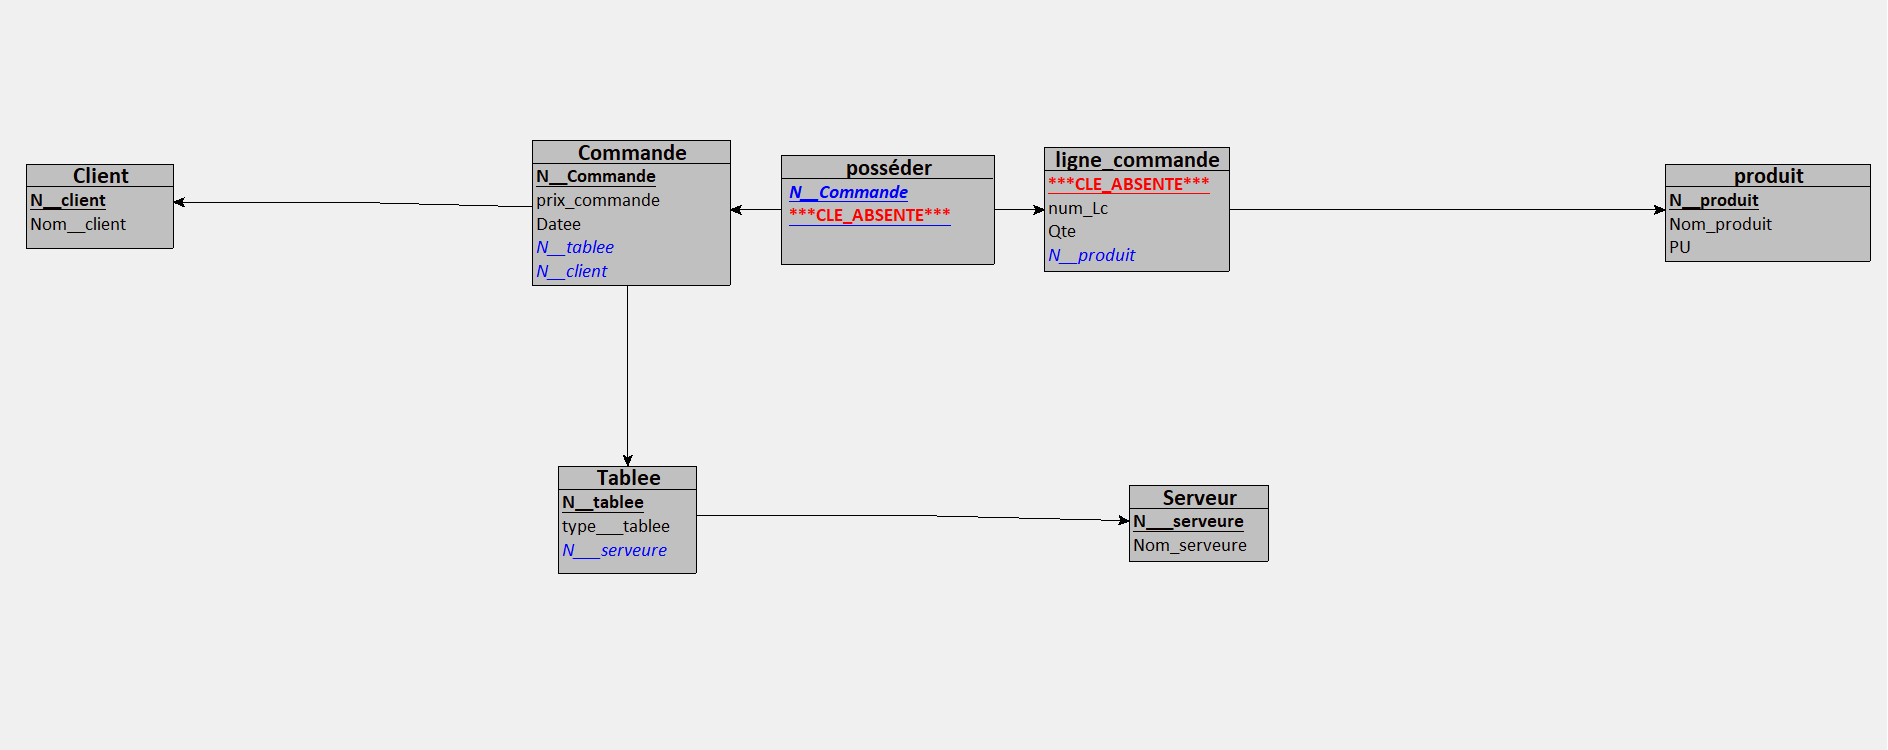 Client
N__client
Nom__client
Commande
N__Commande
prix_commande
Datee
N__tablee
N__client
posséder
N__Commande
***CLE_ABSENTE***
ligne_commande
***CLE_ABSENTE***
num_Lc
Qte
N__produit
produit
N__produit
Nom_produit
PU
Tablee
N__tablee
type___tablee
N___serveure
Serveur
N___serveure
Nom_serveure